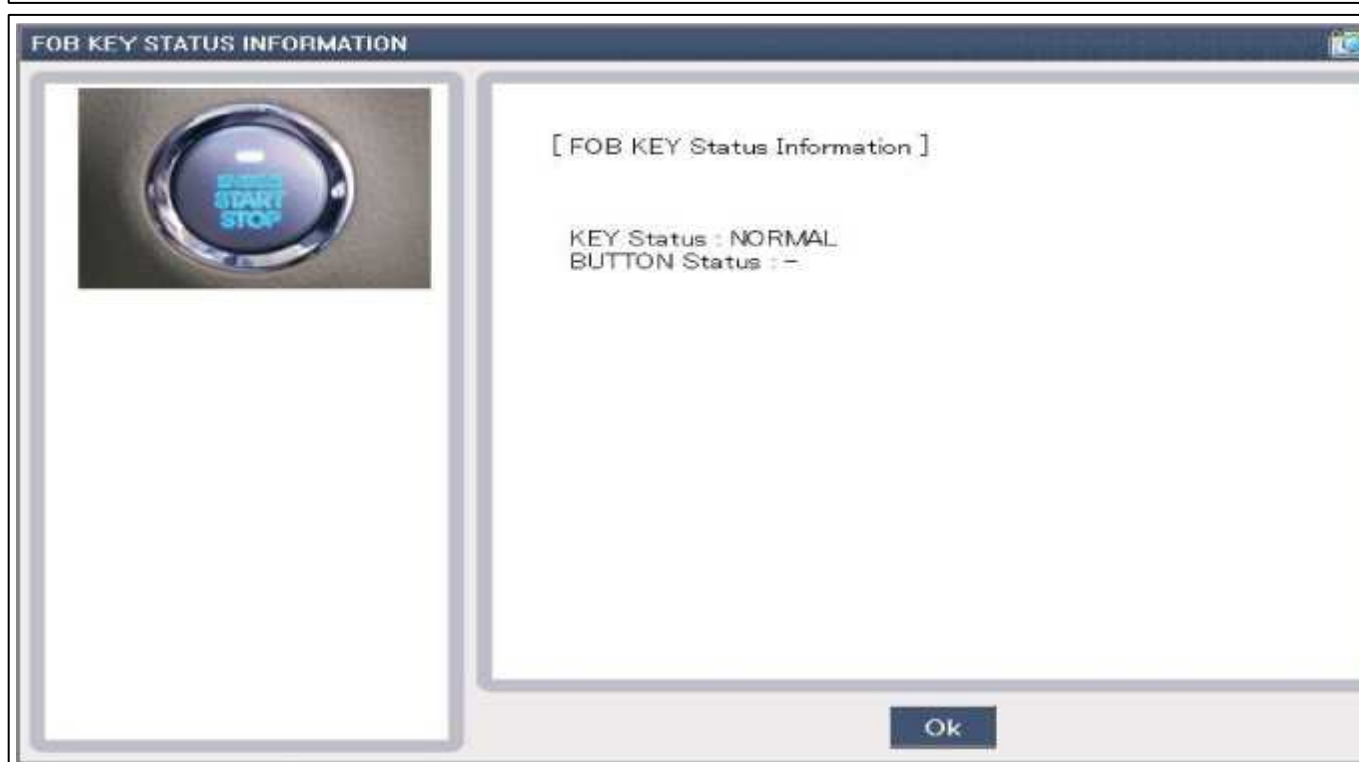 FOB KEY STATUS INFORMATION
START
STOP
[ FOB KEY Status Information ]
KEY Status : NORMAL
BUTTON Status : -
Ok